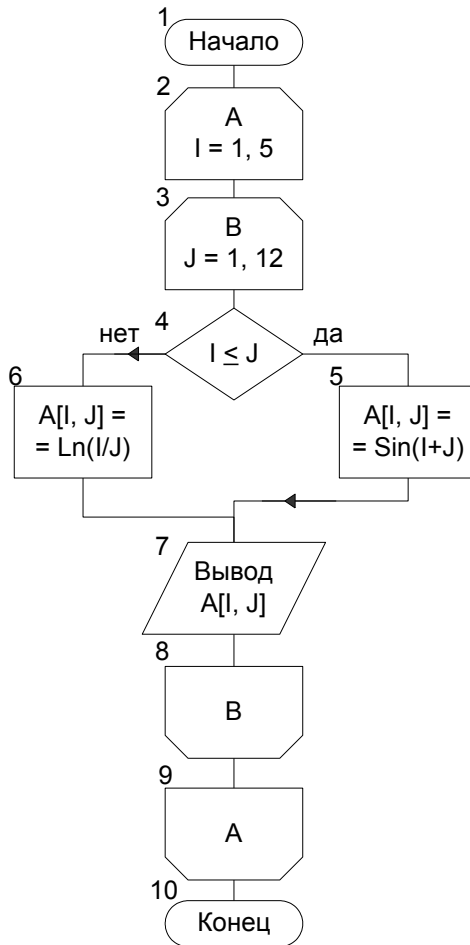 1
Начало
2
A
I = 1, 5
3
B
J = 1, 12
4
нет
I ≤ J
да
6
A[I, J] =
= Ln(I/J)
5
A[I, J] =
= Sin(I+J)
7
Вывод
A[I, J]
8
B
9
A
10
Конец